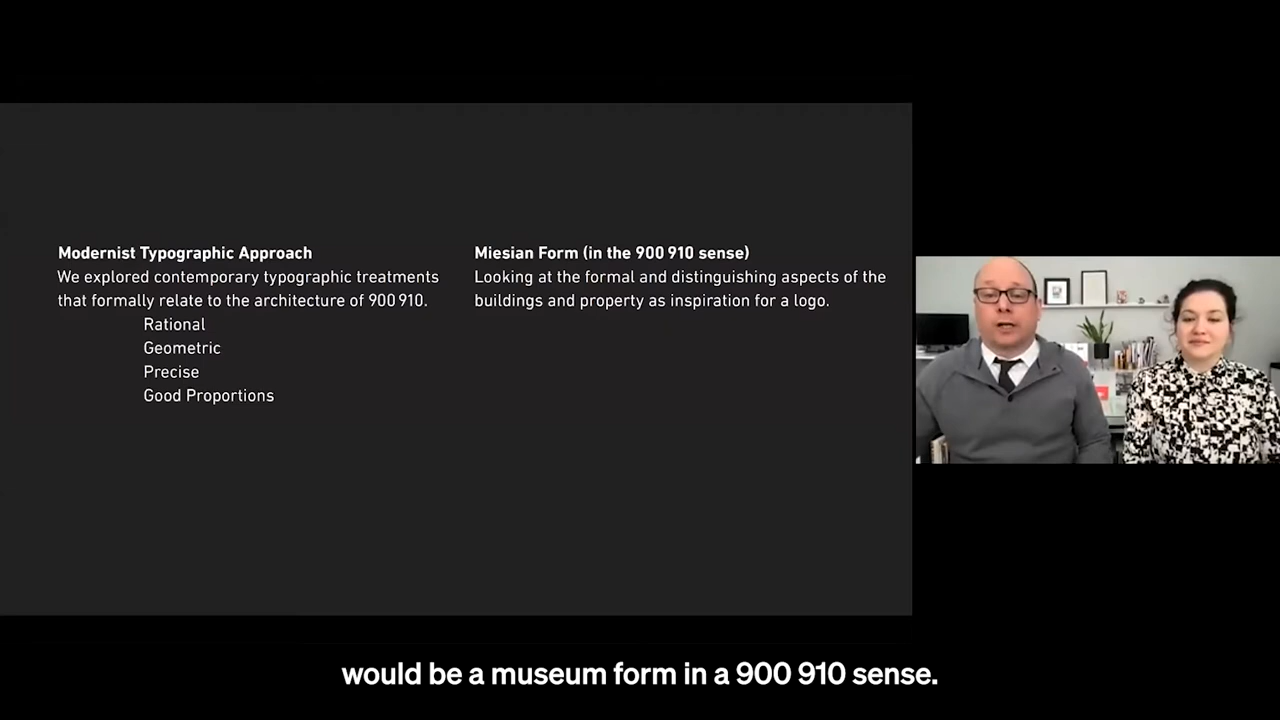 Modernist Typographic Approach
We explored contemporary typographic treatments
that formally relate to the architecture of 900 910.
Rational
Geometric
Precise
Good Proportions
Miesian Form (in the 900 910 sense)
Looking at the formal and distinguishing aspects of the
buildings and property as inspiration for a logo.
would be a museum form in a 900 910 sense.